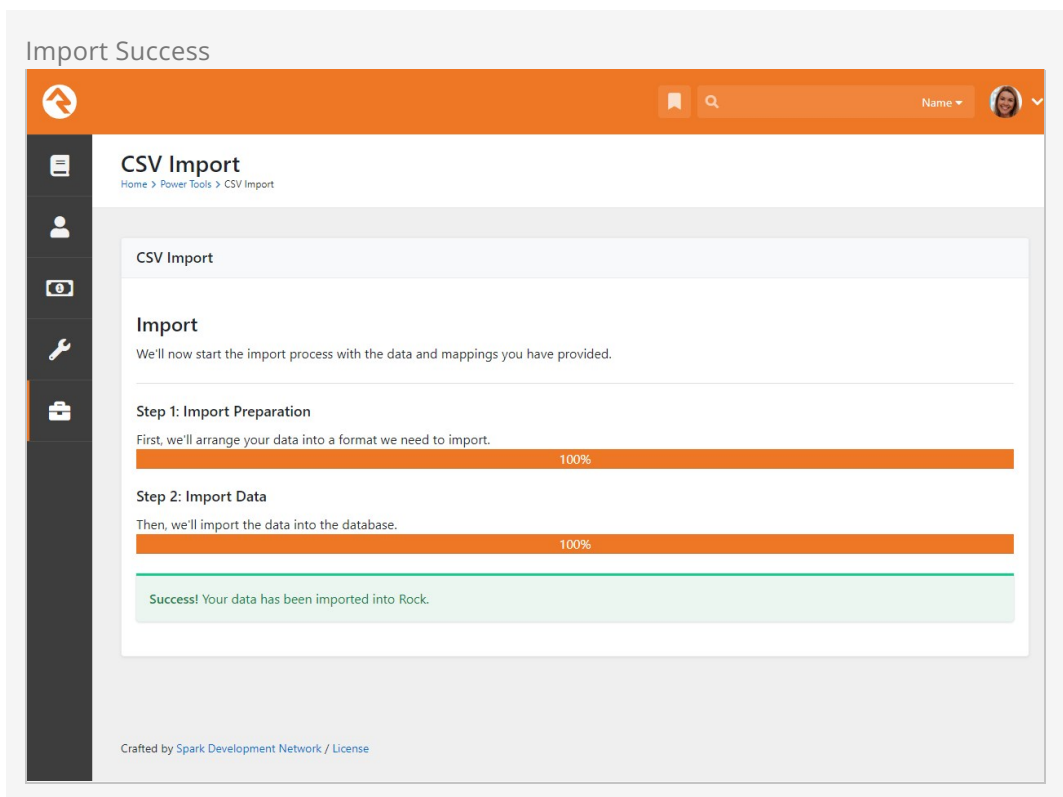 Import Success
Name
CSV Import
Home > Power Tools > CSV Import
CSV Import
Import
We'll now start the import process with the data and mappings you have provided.
Step 1: Import Preparation
First, we'll arrange your data into a format we need to import.
100%
Step 2: Import Data
Then, we'll import the data into the database.
100%
Success! Your data has been imported into Rock.
Crafted by Spark Development Network / License